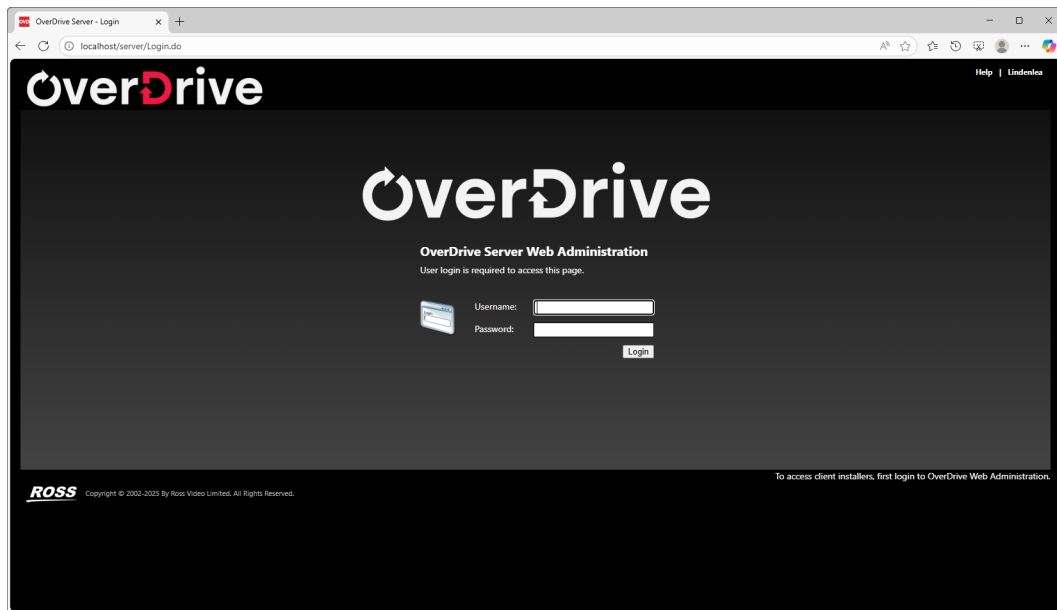 OverDrive Server - Login
localhost/server/Login.do
OverDrive
Help | Lindenlea
OverDrive
OverDrive Server Web Administration
User login is required to access this page.
Username:
Password:
Login
To access client installers, first login to OverDrive Web Administration.
ROSS Copyright © 2002-2025 By Ross Video Limited. All Rights Reserved.